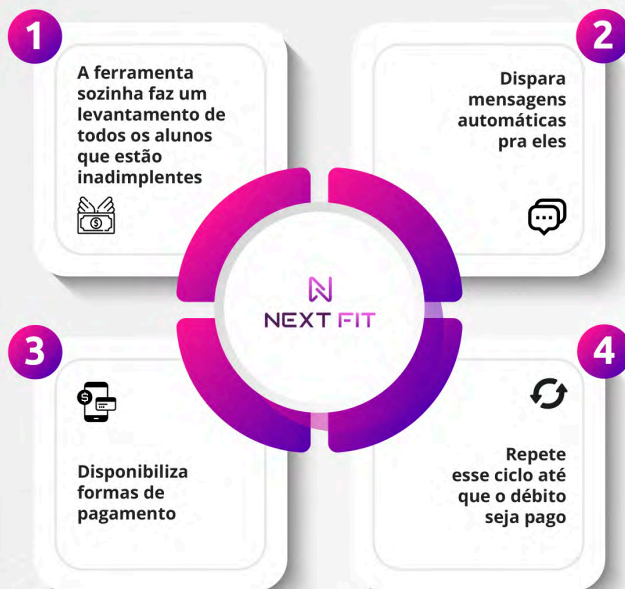 1
A ferramenta
sozinha faz um
levantamento de
todos os alunos
que estão
inadimplentes
2
Dispara
mensagens
automáticas
pra eles
NEXT FIT
3
Disponibiliza
formas de
pagamento
4
Repete
esse ciclo até
que o débito
seja pago